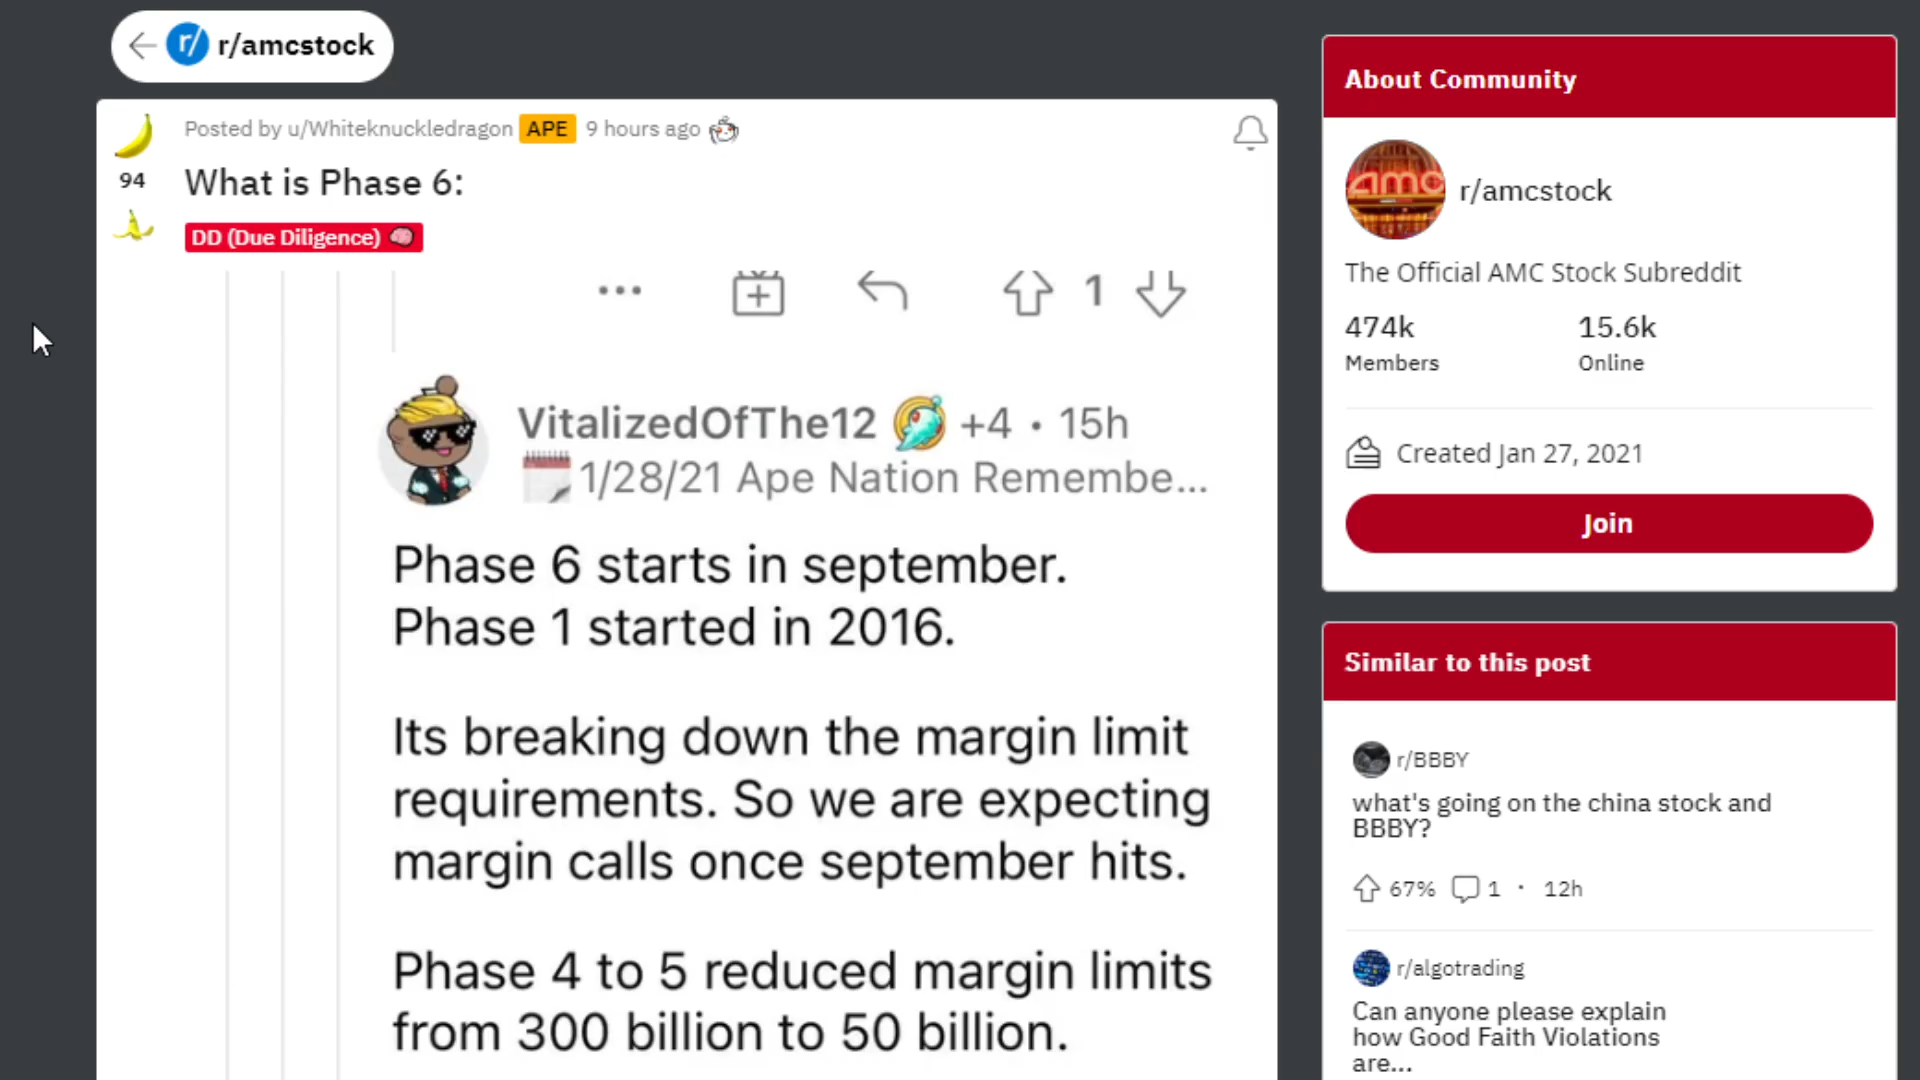 r/ r/amcstock
Posted by u/Whiteknuckledragon APE 9 hours ago
94
What is Phase 6:
DD (Due Diligence)
1
VitalizedOfThe12 +4 • 15h
1/28/21 Ape Nation Remembe...
Phase 6 starts in september.
Phase 1 started in 2016.
Its breaking down the margin limit
requirements. So we are expecting
margin calls once september hits.
Phase 4 to 5 reduced margin limits
from 300 billion to 50 billion.
About Community
amc
r/amcstock
The Official AMC Stock Subreddit
474k 15.6k
Members Online
Created Jan 27, 2021
Join
Similar to this post
r/BBBY
what's going on the china stock and
BBBY?
67% 1 · 12h
r/algotrading
Can anyone please explain
how Good Faith Violations
are...